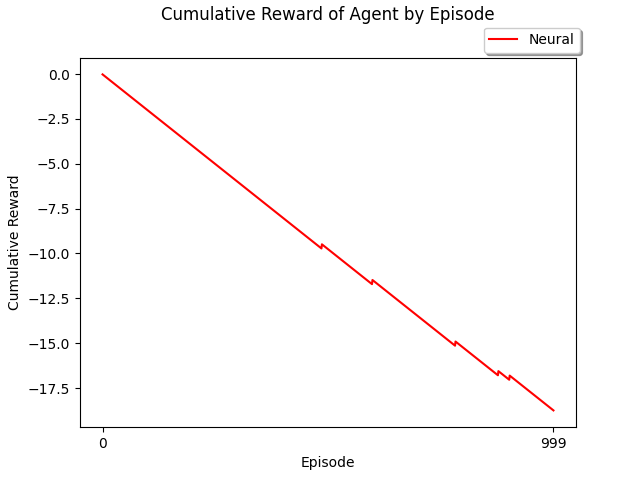 Cumulative Reward of Agent by Episode
Neural
0.0
−2.5
−5.0
−7.5
−10.0
−12.5
−15.0
−17.5
Cumulative Reward
0 999
Episode